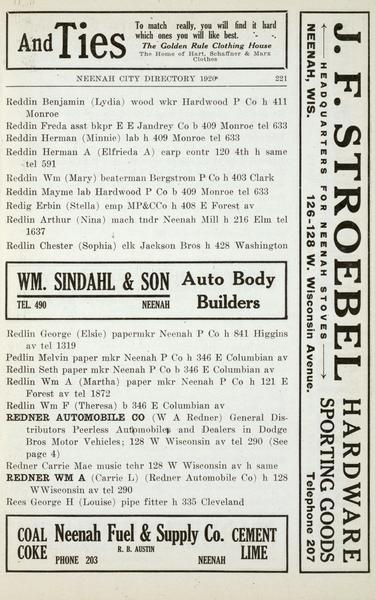 And Ties
To match really, you will find it hard
which ones you will like best.
The Golden Rule Clothing House
The Home of Hart, Schaffner & Marx
Clothes
NEENAH CITY DIRECTORY 1920
221
Reddin Benjamin (Lydia) wood wkr Hardwood P Co h 411
Monroe
Reddin Freda asst bkpr E E Jandrey Co b 409 Monroe tel 633
Reddin Herman (Minnie) lab h 409 Monroe tel 633
Reddin Herman A (Elfrieda A) carp contr 120 4th h same
tel 591
Reddin Wm (Mary) beaterman Bergstrom P Co h 403 Clark
Reddin Mayme lab Hardwood P Co b 409 Monroe tel 633
Redig Erbin (Stella) emp MP&CCo h 408 E Forest av
Redlin Arthur (Nina) mach tndr Neenah Mill h 216 Elm tel
1637
Redlin Chester (Sophia) clk Jackson Bros h 428 Washington
WM. SINDAHL & SON
TEL. 490 NEENAH
Auto Body
Builders
Redlin George (Elsie) papermkr Neenah P Co h 841 Higgins
av tel 1319
Pedlin Melvin paper mkr Neenah P Co h 346 E Columbian av
Redlin Seth paper mkr Neenah P Co b 346 E Columbian av
Redlin Wm A (Martha) paper mkr Neenah P Co h 121 E
Forest av tel 1872
Redlin Wm F (Theresa) b 346 E Columbian av
REDNER AUTOMOBILE CO (W A Redner) General Dis-
tributors Peerless Automobiles and Dealers in Dodge
Bros Motor Vehicles; 128 W Wisconsin av tel 290 (See
page 4)
Redner Carrie Mae music tchr 128 W Wisconsin av h same
REDNER WM A (Carrie L) (Redner Automobile Co) h 128
WWisconsin av tel 290
Rees George H (Louise) pipe fitter h 335 Cleveland
COAL
COKE
Neenah Fuel & Supply Co.
R. B. AUSTIN
PHONE 203 NEENAH
CEMENT
LIME
J. F. STROEBEL HARDWARE
HEADQUARTERS FOR NEENAH STOVES
SPORTING GOODS
NEENAH, WIS. 126-128 W. Wisconsin Avenue. Telephone 207